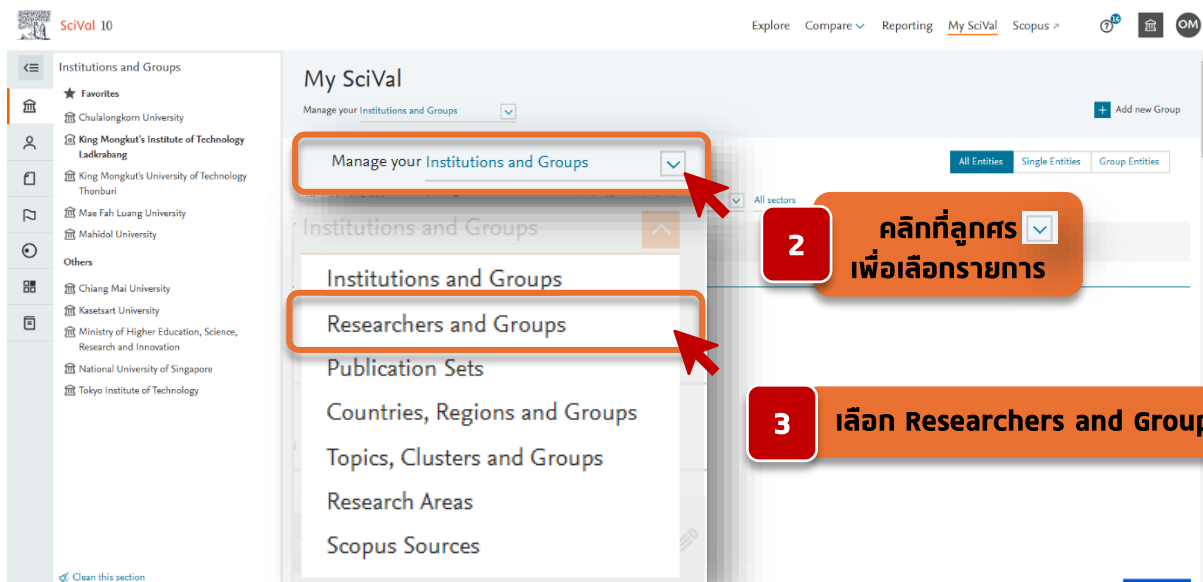 SciVal 10
Explore Compare Reporting My SciVal Scopus
16
OM
Institutions and Groups
Favorites
Chulalongkorn University
King Mongkut's Institute of Technology
Ladkrabang
King Mongkut's University of Technology
Thonburi
Mae Fah Luang University
Mahidol University
Others
Chiang Mai University
Kasetsart University
Ministry of Higher Education, Science,
Research and Innovation
National University of Singapore
Tokyo Institute of Technology
Clean this section
My SciVal
Manage your Institutions and Groups
Add new Group
Manage your Institutions and Groups
All Entities Single Entities Group Entities
All sectors
Institutions and Groups
Institutions and Groups
Researchers and Groups
Publication Sets
Countries, Regions and Groups
Topics, Clusters and Groups
Research Areas
Scopus Sources
2
คลิกที่ลูกศร
เพื่อเลือกรายการ
3
เลือก Researchers and Group